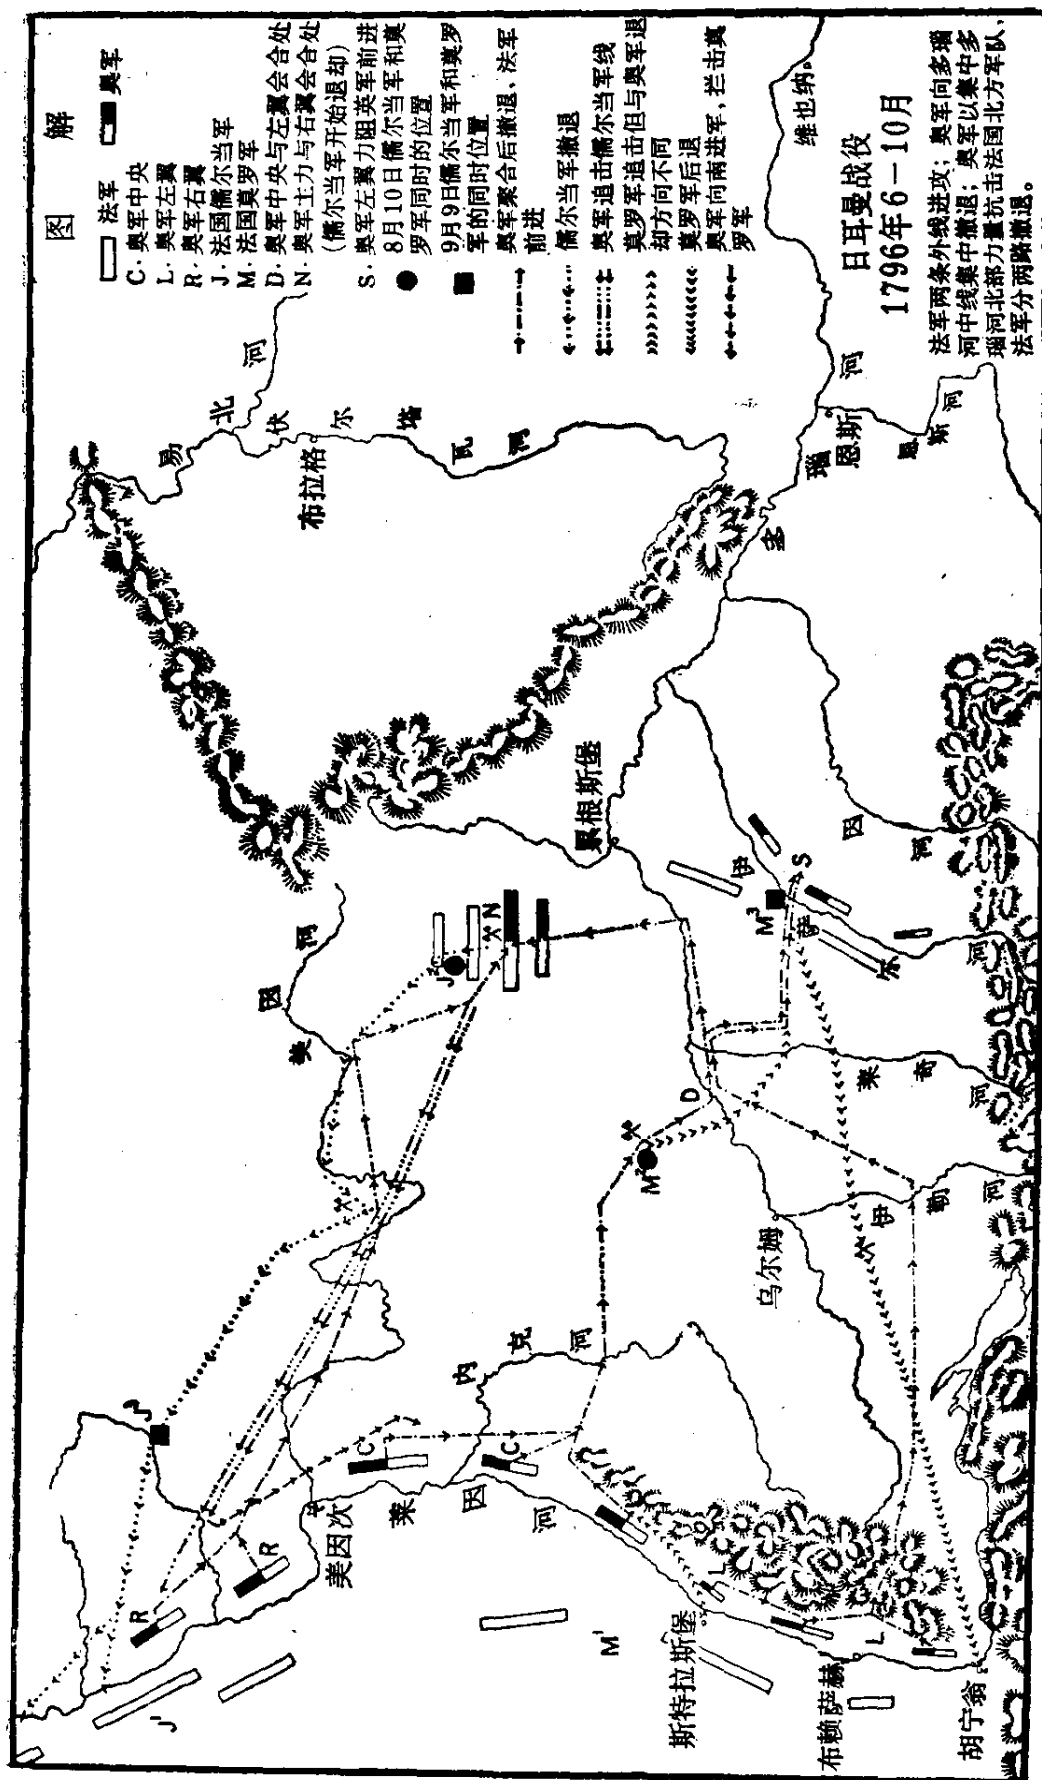 图 解
法军 奥军
C·奥军中央
L·奥军左翼
R·奥军右翼
J·法国儒尔当军
M·法国莫罗军
D·奥军中央与左翼会合处
N·奥军主力与右翼会合处
(儒尔当军开始退却)
S·奥军左翼力阻英军前进
8月10日儒尔当军和莫
罗军同时的位置
9月9日儒尔当军和莫罗
军的同时位置
奥军聚合后撤退、法军
前进
儒尔当军撤退
奥军追击儒尔当军线
莫罗军追击但与奥军退
却方向不同
莫罗军后退
奥军向南进军,拦击莫
罗军
日耳曼战役
1796年6-10月
法军两条外线进攻;奥军向多瑙
河中线集中撤退;奥军以集中多
瑙河北部力量抗击法国北方军队,
法军分两路撤退。
易北河
伏尔塔瓦河
布拉格
维也纳
多瑙河
恩斯
恩斯河
累根斯堡
因河
伊萨尔河
莱奇河
伊勒河
乌尔姆
美因河
内克河
莱因河
美因次
斯特拉斯堡
布赖萨赫
胡宁翁
J¹
J
J³
M¹
M²
M³
R
R
C
C
L
L
D
N
S